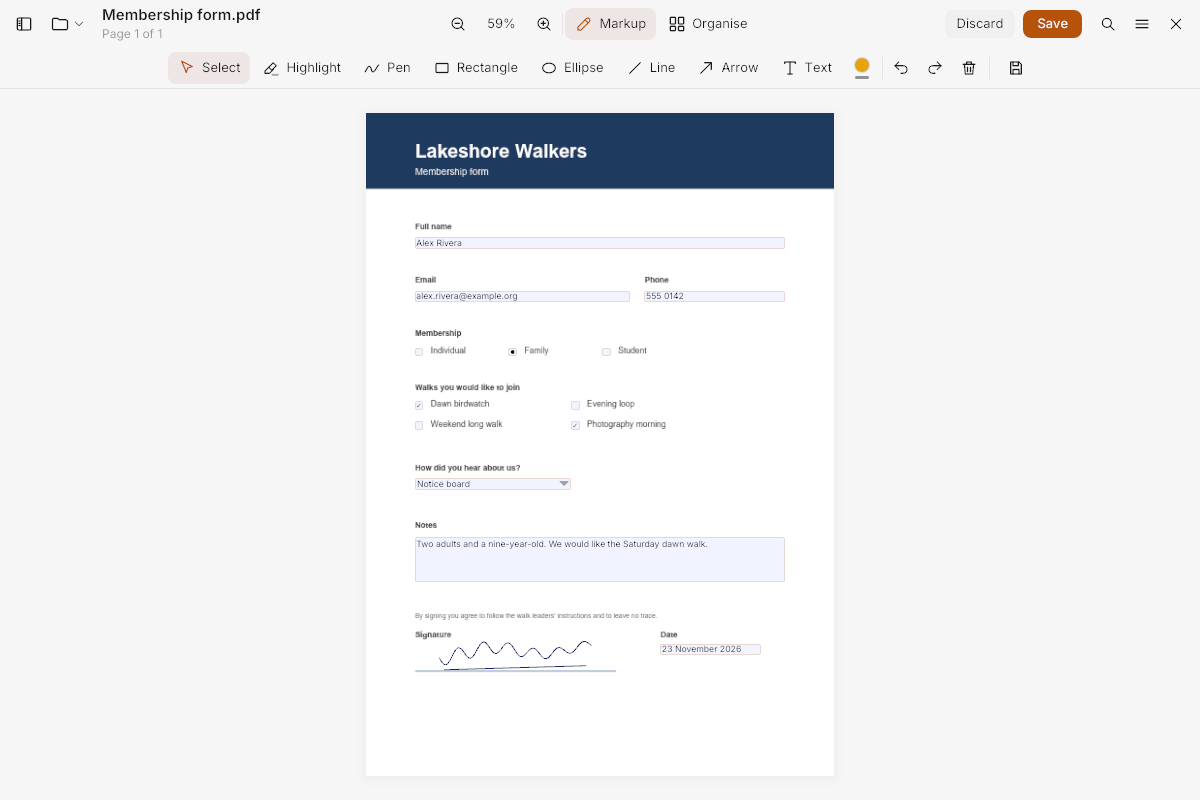 Membership form.pdf
Page 1 of 1
59%
Markup
Organise
Discard
Save
Select
Highlight
Pen
Rectangle
Ellipse
Line
Arrow
Text
Lakeshore Walkers
Membership form
Full name
Alex Rivera
Email
Phone
alex.rivera@example.org
555 0142
Membership
Individual
Family
Student
Walks you would like to join
Dawn birdwatch
Evening loop
Weekend long walk
Photography morning
How did you hear about us?
Notice board
Notes
Two adults and a nine-year-old. We would like the Saturday dawn walk.
By signing you agree to follow the walk leaders' instructions and to leave no trace.
Signature
Date
23 November 2026